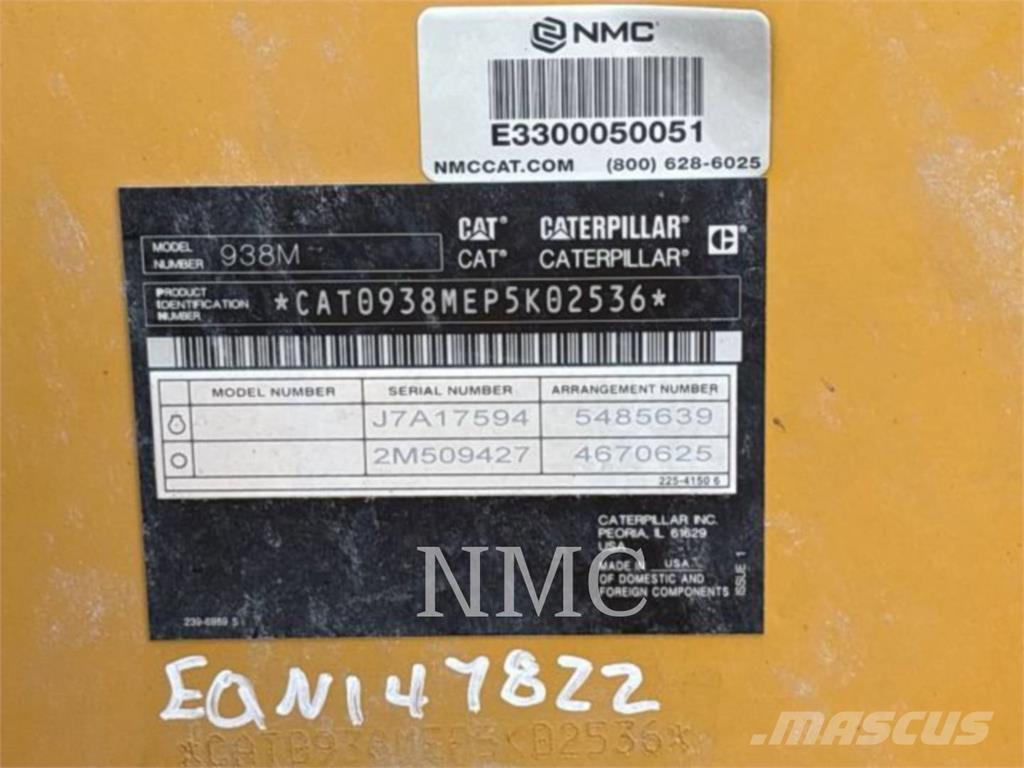 NMC
E3300050051
NMCCAT.COM (800) 628-6025
CAT® CATERPILLAR®
MODEL NUMBER 938M CAT® CATERPILLAR®
PRODUCT IDENTIFICATION NUMBER *CAT0938MEP5K02536*
MODEL NUMBER SERIAL NUMBER ARRANGEMENT NUMBER
J7A17594 5485639
2M509427 4670625
225-4150 6
CATERPILLAR INC.
PEORIA, IL 61629
USA
MADE IN USA
OF DOMESTIC AND
FOREIGN COMPONENTS
ISSUE 1
NMC
EQN147822
*CAT0938MEP5K02536*
MASCUS